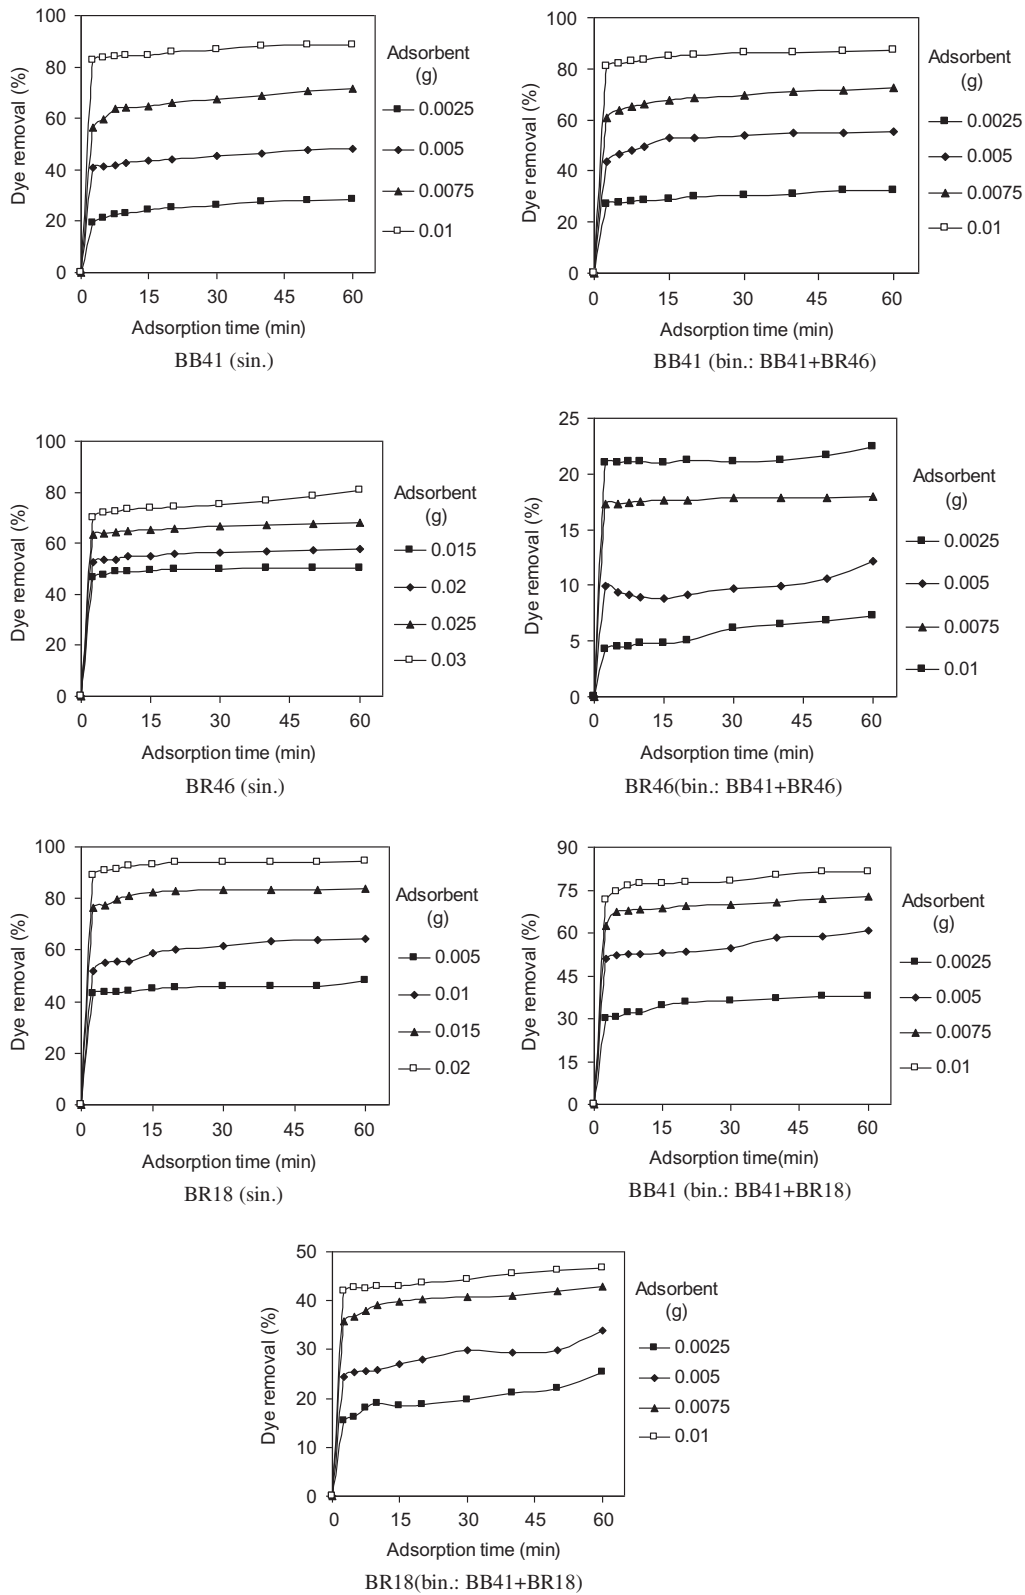 100
80
60
40
20
0
Dye removal (%)
0 15 30 45 60
Adsorption time (min)
Adsorbent
(g)
0.0025
0.005
0.0075
0.01
BB41 (sin.)
100
80
60
40
20
0
Dye removal (%)
0 15 30 45 60
Adsorption time (min)
Adsorbent
(g)
0.0025
0.005
0.0075
0.01
BB41 (bin.: BB41+BR46)
100
80
60
40
20
0
Dye removal (%)
0 15 30 45 60
Adsorption time (min)
Adsorbent
(g)
0.015
0.02
0.025
0.03
BR46 (sin.)
25
20
15
10
5
0
Dye removal (%)
0 15 30 45 60
Adsorption time (min)
Adsorbent
(g)
0.0025
0.005
0.0075
0.01
BR46(bin.: BB41+BR46)
100
80
60
40
20
0
Dye removal (%)
0 15 30 45 60
Adsorption time (min)
Adsorbent
(g)
0.005
0.01
0.015
0.02
BR18 (sin.)
90
75
60
45
30
15
0
Dye removal (%)
0 15 30 45 60
Adsorption time(min)
Adsorbent
(g)
0.0025
0.005
0.0075
0.01
BB41 (bin.: BB41+BR18)
50
40
30
20
10
0
Dye removal (%)
0 15 30 45 60
Adsorption time (min)
Adsorbent
(g)
0.0025
0.005
0.0075
0.01
BR18(bin.: BB41+BR18)